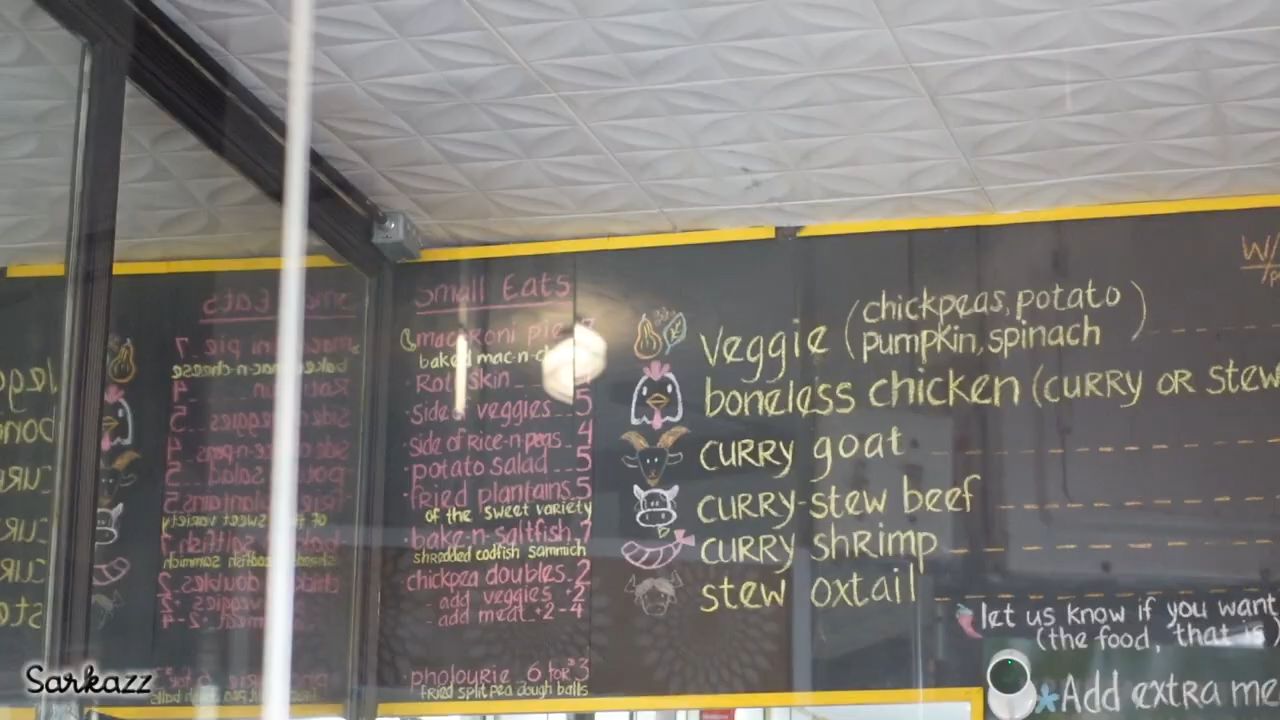 Small Eats
macaroni pie 7
baked mac-n-ch
Roti skin
side of veggies 5
side of Rice-n-peas 4
potato salad 5
fried plantains 5
of the sweet variety
bake-n-saltfish 7
shredded codfish sammich
chickpea doubles 2
- add veggies +2
- add meat +2-4
pholourie 6 for $3
fried split pea dough balls
W/
Veggie (chickpeas, potato
pumpkin, spinach)
boneless chicken (curry or stew
curry goat
curry-stew beef
curry shrimp
stew oxtail
let us know if you want
(the food, that is)
*Add extra me
Sarkazz